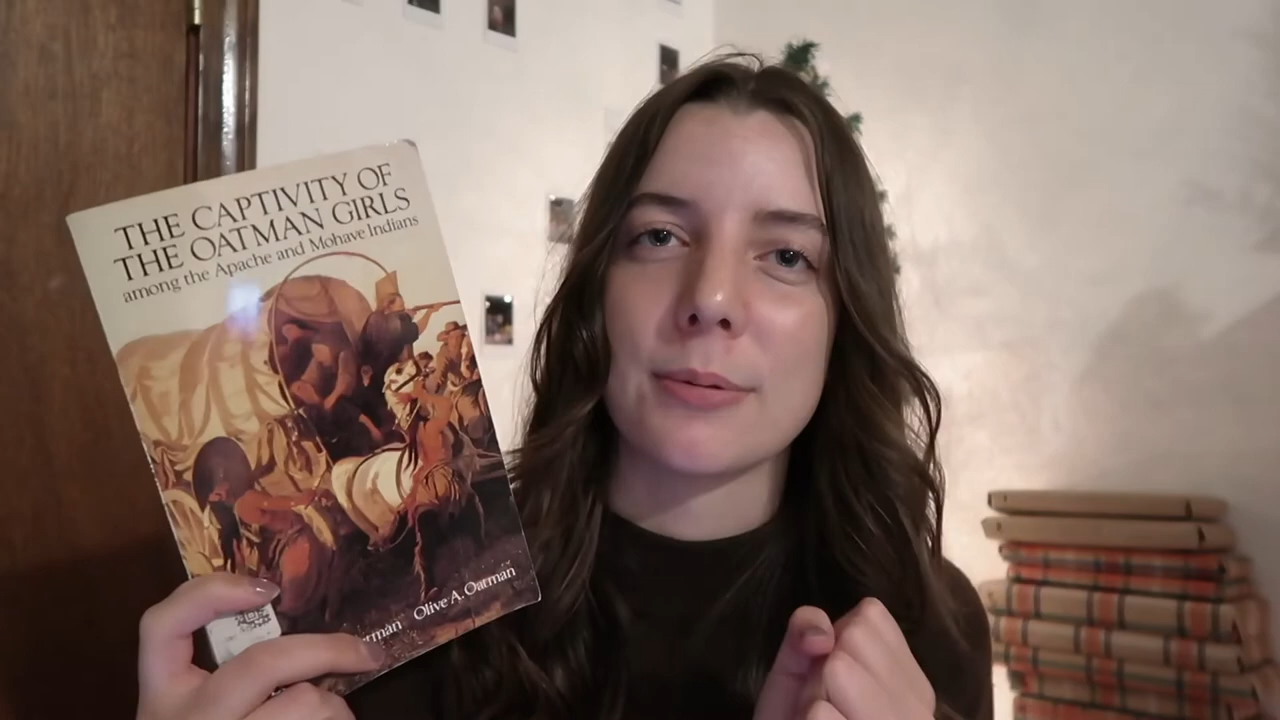 THE CAPTIVITY OF
THE OATMAN GIRLS
among the Apache and Mohave Indians
Olive A. Oatman